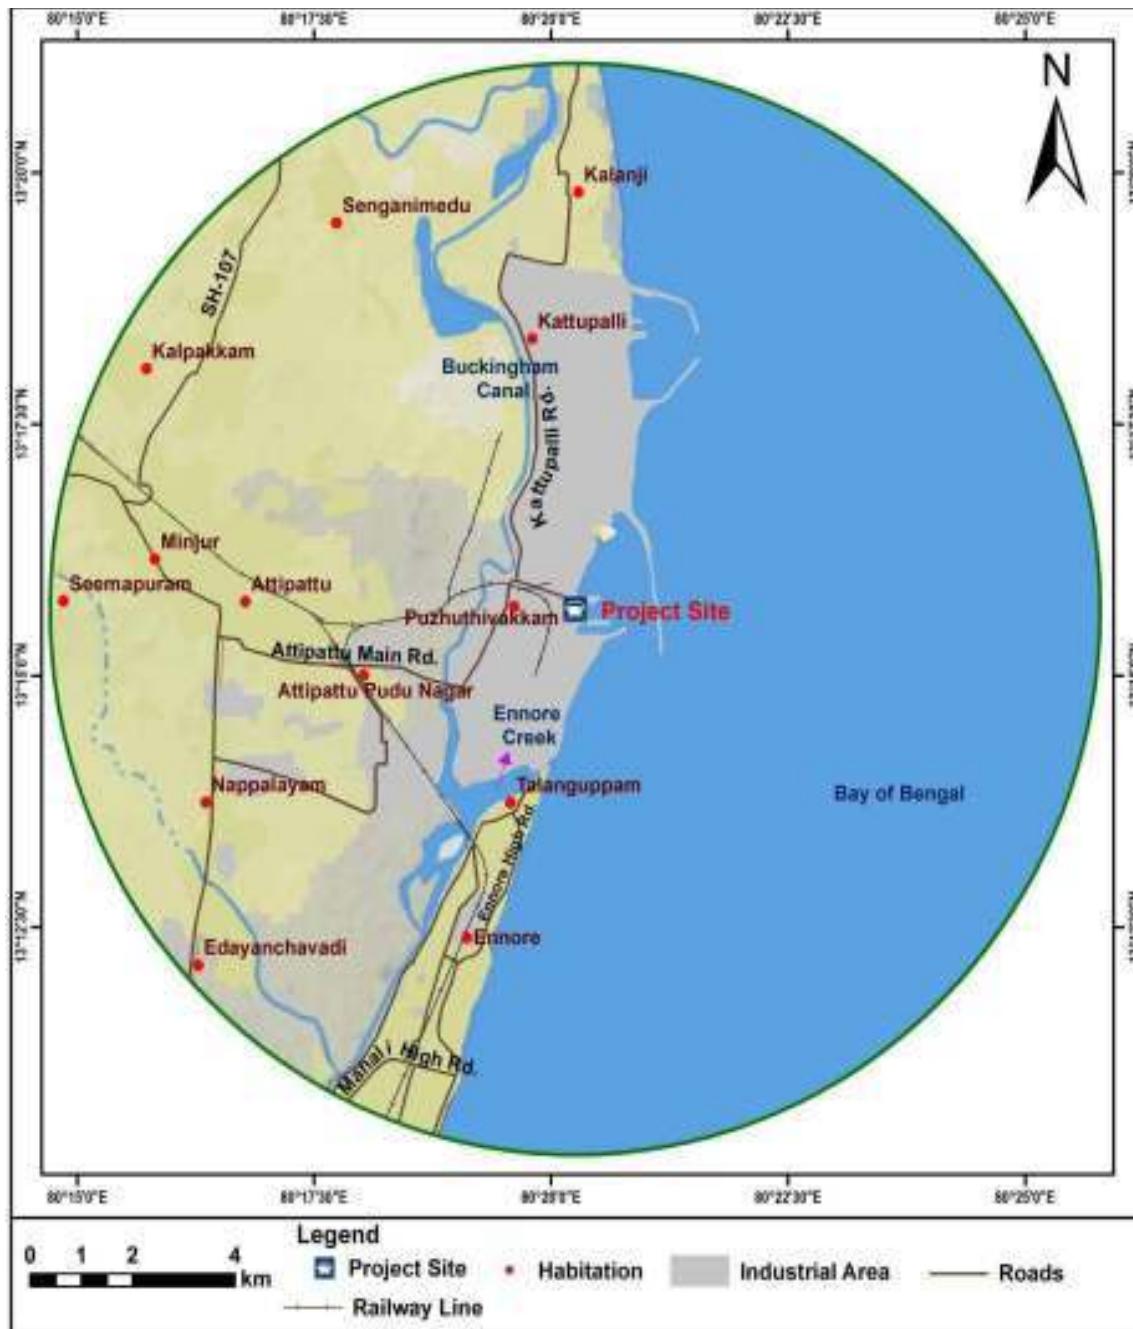 80°15'0"E 80°17'30"E 80°20'0"E 80°22'30"E 80°25'0"E
N
13°20'0"N
Kalanji
Senganimedu
SH-107
Kattupalli
Kalpakkam
Buckingham
Canal
13°17'30"N
Kattupalli Rd.
Minjur
Seemapuram
Attipattu
Puzhuthivakkam
Project Site
Attipattu Main Rd.
13°15'0"N
Attipattu Pudu Nagar
Ennore
Creek
Nappalayam
Talanguppam
Bay of Bengal
Ennore High Rd.
13°12'30"N
Ennore
Edayanchavadi
Manali High Rd.
80°15'0"E 80°17'30"E 80°20'0"E 80°22'30"E 80°25'0"E
Legend
0 1 2 4
km
Project Site
Habitation
Industrial Area
Roads
Railway Line